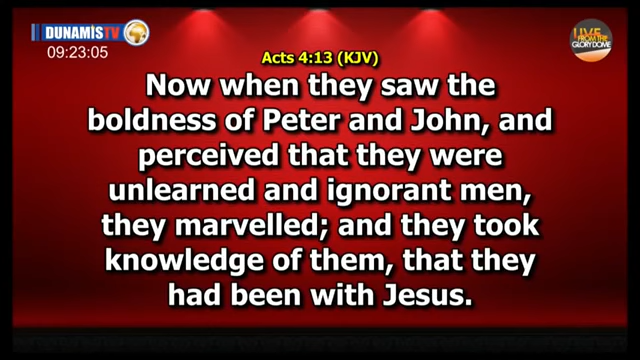 DUNAMISTV
09:23:05
LIVE
FROM THE
GLORY DOME
Acts 4:13 (KJV)
Now when they saw the
boldness of Peter and John, and
perceived that they were
unlearned and ignorant men,
they marvelled; and they took
knowledge of them, that they
had been with Jesus.